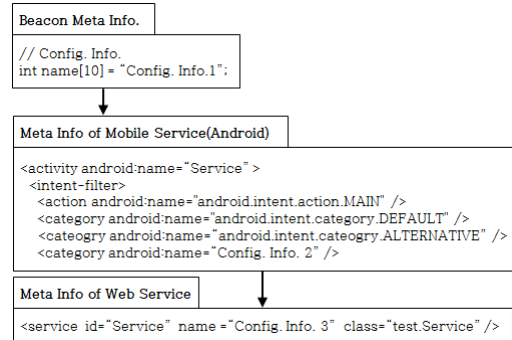 Beacon Meta Info.
// Config. Info.
int name[10] = "Config. Info.1";
Meta Info of Mobile Service(Android)
<activity android:name="Service" >
<intent-filter>
<action android:name="android.intent.action.MAIN" />
<category android:name="android.intent.category.DEFAULT" />
<cateogry android:name="android.intent.cateogry.ALTERNATIVE" />
<category android:name="Config. Info. 2" />
Meta Info of Web Service
<service id="Service" name ="Config. Info. 3" class="test.Service" />